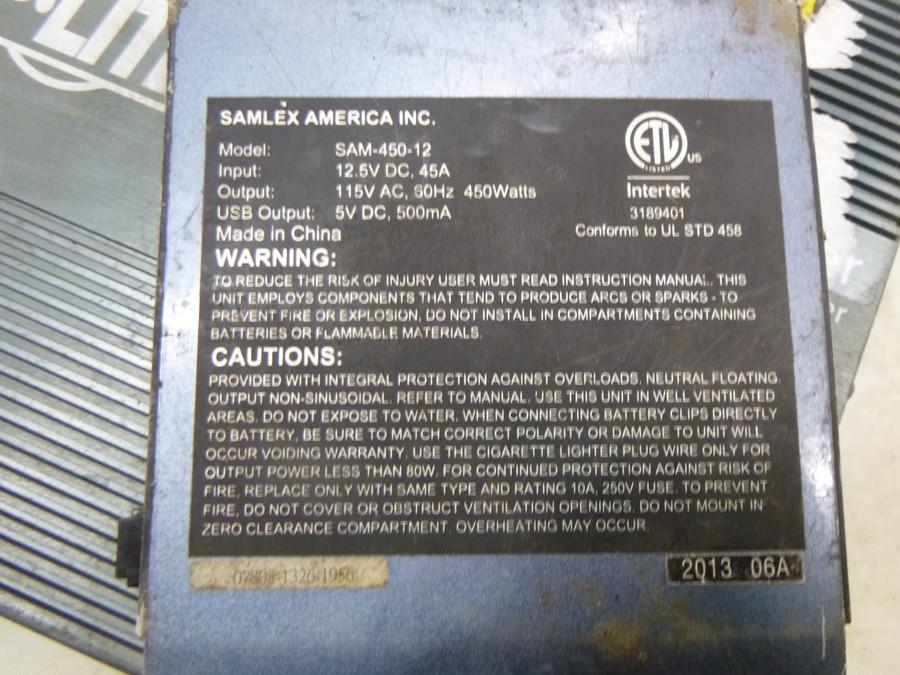 SAMLEX AMERICA INC.
Model: SAM-450-12
Input: 12.5V DC, 45A
Output: 115V AC, 60Hz 450Watts
USB Output: 5V DC, 500mA
Made in China
ETL
LISTED
US
Intertek
3189401
Conforms to UL STD 458
WARNING:
TO REDUCE THE RISK OF INJURY USER MUST READ INSTRUCTION MANUAL. THIS
UNIT EMPLOYS COMPONENTS THAT TEND TO PRODUCE ARCS OR SPARKS - TO
PREVENT FIRE OR EXPLOSION, DO NOT INSTALL IN COMPARTMENTS CONTAINING
BATTERIES OR FLAMMABLE MATERIALS.
CAUTIONS:
PROVIDED WITH INTEGRAL PROTECTION AGAINST OVERLOADS. NEUTRAL FLOATING.
OUTPUT NON-SINUSOIDAL. REFER TO MANUAL. USE THIS UNIT IN WELL VENTILATED
AREAS. DO NOT EXPOSE TO WATER. WHEN CONNECTING BATTERY CLIPS DIRECTLY
TO BATTERY, BE SURE TO MATCH CORRECT POLARITY OR DAMAGE TO UNIT WILL
OCCUR VOIDING WARRANTY. USE THE CIGARETTE LIGHTER PLUG WIRE ONLY FOR
OUTPUT POWER LESS THAN 80W. FOR CONTINUED PROTECTION AGAINST RISK OF
FIRE, REPLACE ONLY WITH SAME TYPE AND RATING 10A, 250V FUSE. TO PREVENT
FIRE, DO NOT COVER OR OBSTRUCT VENTILATION OPENINGS. DO NOT MOUNT IN
ZERO CLEARANCE COMPARTMENT. OVERHEATING MAY OCCUR.
2013 06A